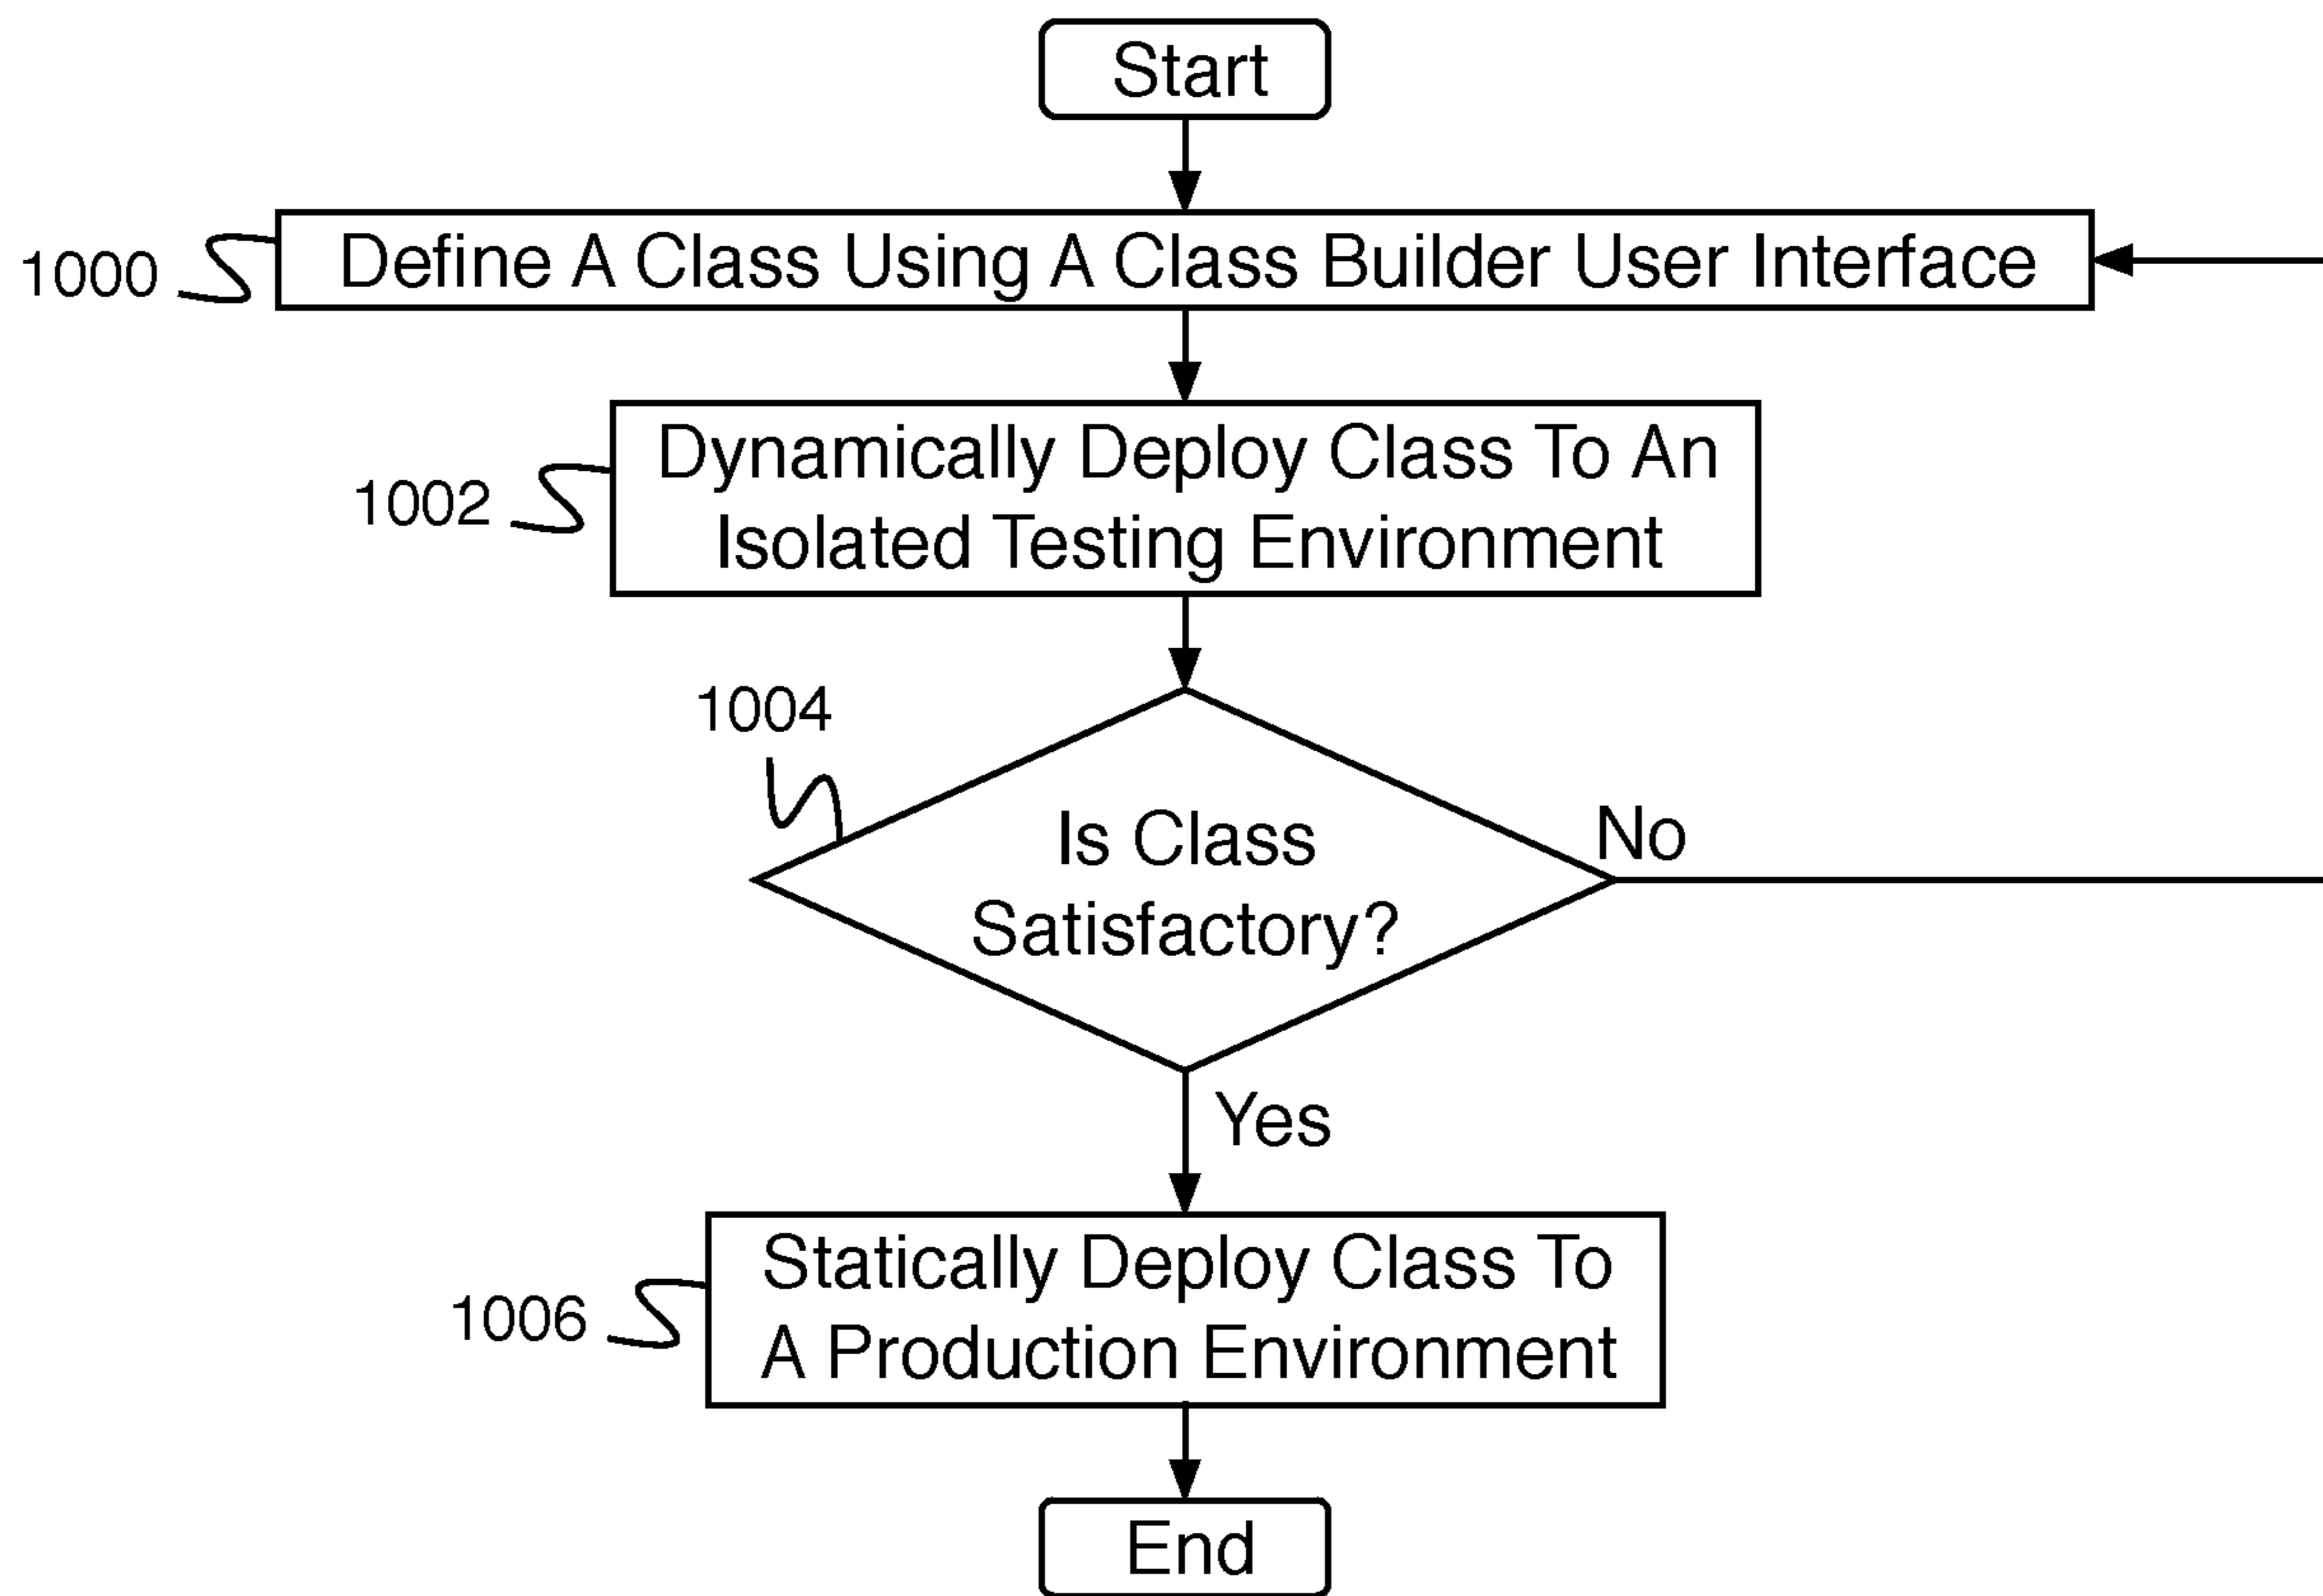 Start
1000
Define A Class Using A Class Builder User Interface
1002
Dynamically Deploy Class To An
Isolated Testing Environment
1004
Is Class
Satisfactory?
No
Yes
1006
Statically Deploy Class To
A Production Environment
End